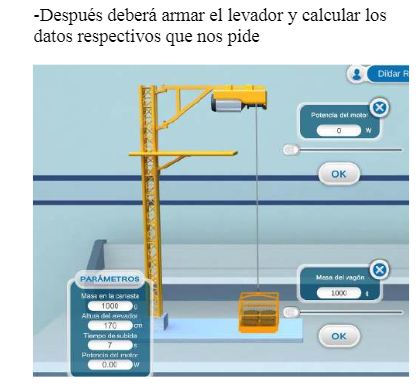 -Después deberá armar el levador y calcular los
datos respectivos que nos pide
Dildar R
Potencia del motor
0 W
OK
Masa del vagón
1000 g
OK
PARÁMETROS
Masa en la canasta
1000 g
Altura del elevador
170 cm
Tiempo de subida
7 s
Potencia del motor
0.00 W